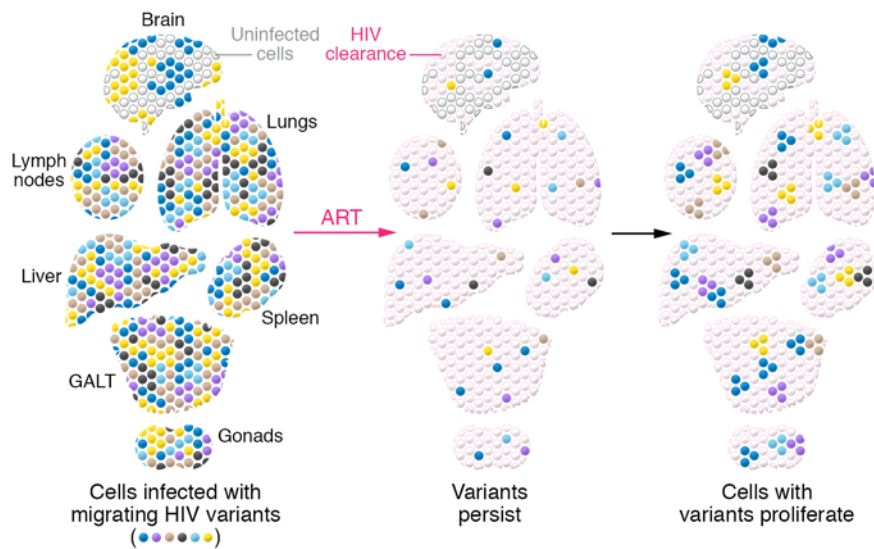 Brain
Uninfected
cells
HIV
clearance
Lungs
Lymph
nodes
ART
Liver
Spleen
GALT
Gonads
Cells infected with
migrating HIV variants
( )
Variants
persist
Cells with
variants proliferate